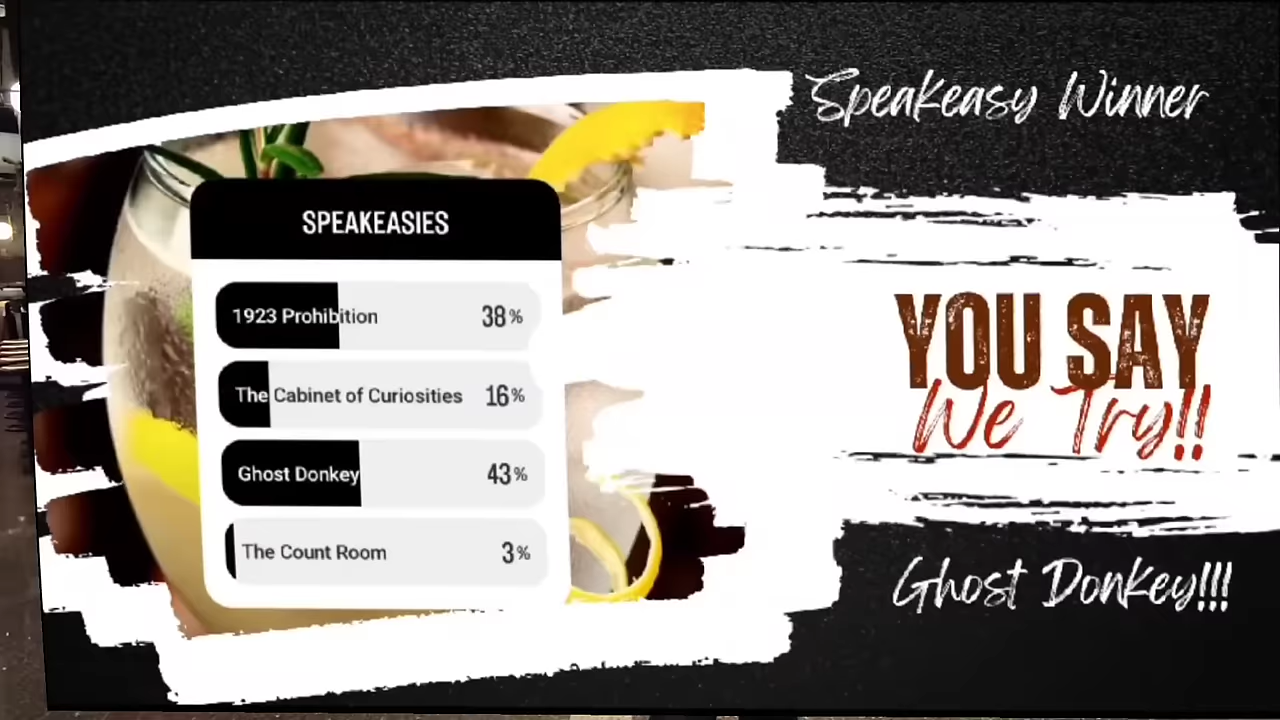 Speakeasy Winner
SPEAKEASIES
1923 Prohibition 38%
The Cabinet of Curiosities 16%
Ghost Donkey 43%
The Count Room 3%
YOU SAY
We Try!!
Ghost Donkey!!!